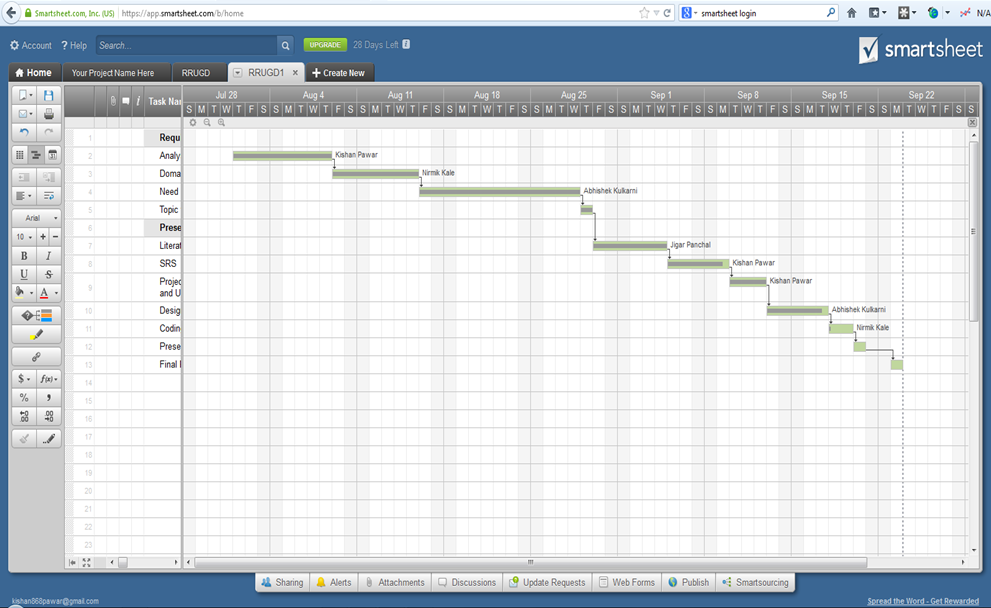 Smartsheet.com, Inc. (US) https://app.smartsheet.com/b/home smartsheet login N/A
Account ? Help Search... UPGRADE 28 Days Left smartsheet
Home Your Project Name Here RRUGD RRUGD1 × + Create New
Task Nar Jul 28 Aug 4 Aug 11 Aug 18 Aug 25 Sep 1 Sep 8 Sep 15 Sep 22
S M T W T F S S M T W T F S S M T W T F S S M T W T F S S M T W T F S S M T W T F S S M T W T F S S M T W T F S S M T W T F S S
1 Requ
2 Analy Kishan Pawar
3 Doma Nirmik Kale
4 Need Abhishek Kulkarni
5 Topic
6 Prese
7 Literat Jigar Panchal
8 SRS Kishan Pawar
9 Projec Kishan Pawar
and U
10 Desig Abhishek Kulkarni
11 Codin Nirmik Kale
12 Prese
13 Final I
14
15
16
17
18
19
20
21
22
23
Arial
10 + −
B I
U S
A
$ f(x)
% ,
.00 .00
Sharing Alerts Attachments Discussions Update Requests Web Forms Publish Smartsourcing
kishan868pawar@gmail.com Spread the Word - Get Rewarded